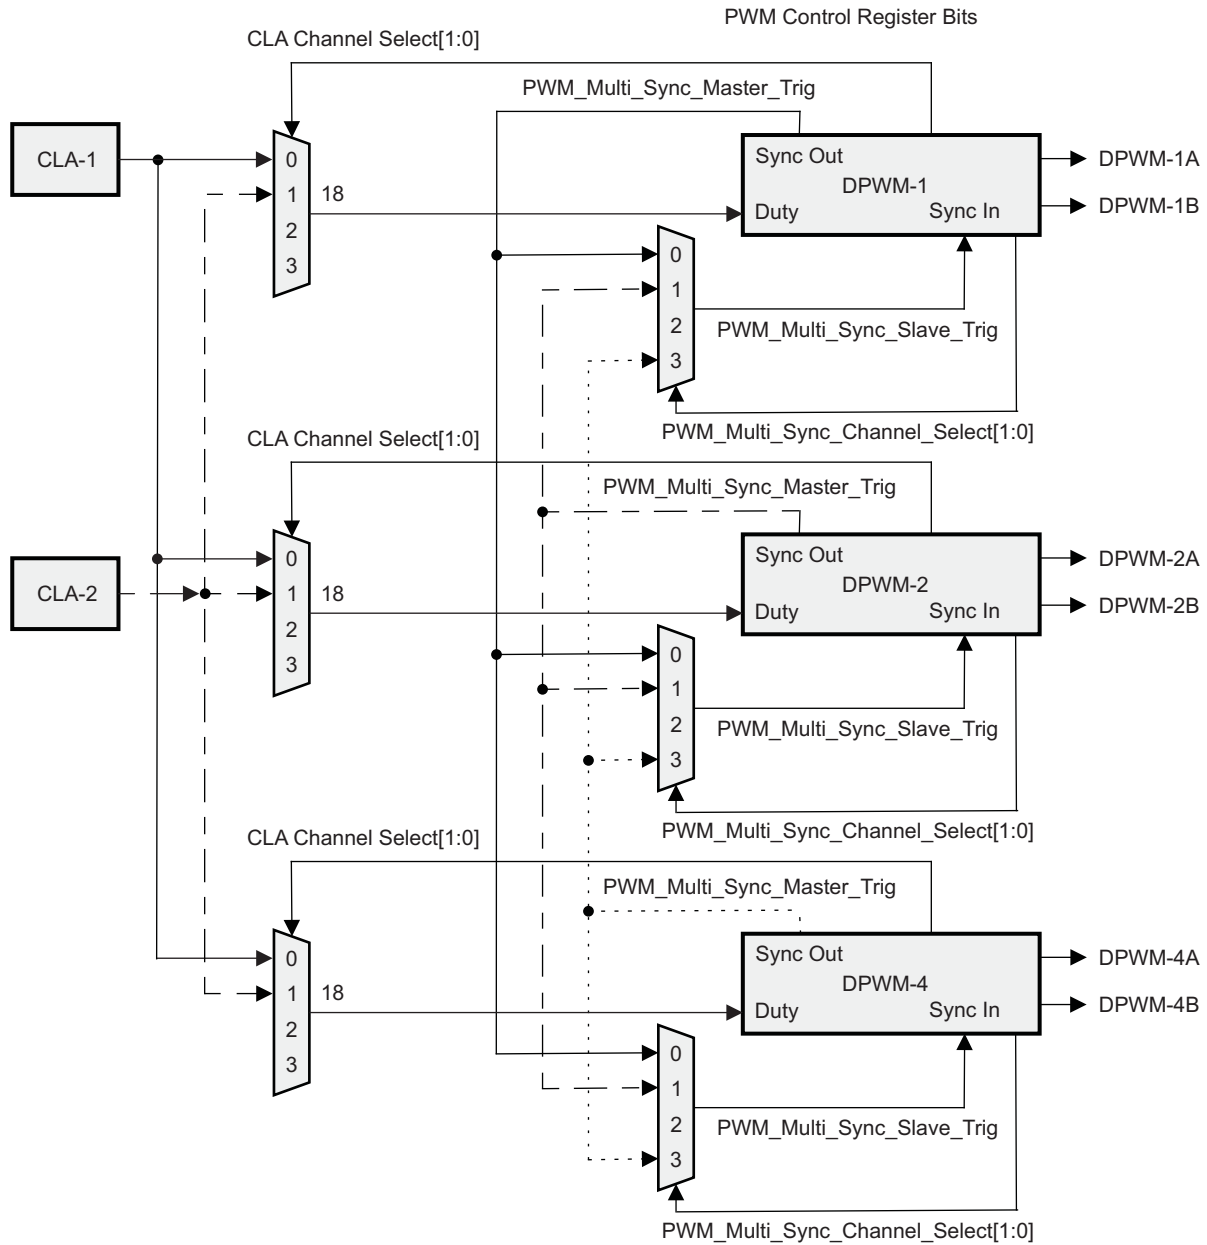 PWM Control Register Bits
CLA Channel Select[1:0]
PWM_Multi_Sync_Master_Trig
CLA-1
0
1
2
3
18
Sync Out
DPWM-1
Duty
Sync In
DPWM-1A
DPWM-1B
0
1
2
3
PWM_Multi_Sync_Slave_Trig
PWM_Multi_Sync_Channel_Select[1:0]
CLA Channel Select[1:0]
PWM_Multi_Sync_Master_Trig
CLA-2
0
1
2
3
18
Sync Out
DPWM-2
Duty
Sync In
DPWM-2A
DPWM-2B
0
1
2
3
PWM_Multi_Sync_Slave_Trig
PWM_Multi_Sync_Channel_Select[1:0]
CLA Channel Select[1:0]
PWM_Multi_Sync_Master_Trig
0
1
2
3
18
Sync Out
DPWM-4
Duty
Sync In
DPWM-4A
DPWM-4B
0
1
2
3
PWM_Multi_Sync_Slave_Trig
PWM_Multi_Sync_Channel_Select[1:0]